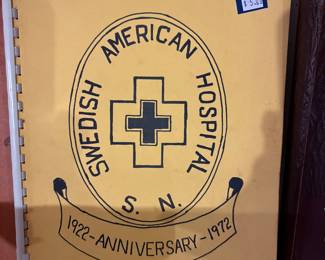 SWEDISH AMERICAN HOSPITAL
S. N.
1922-ANNIVERSARY-1972